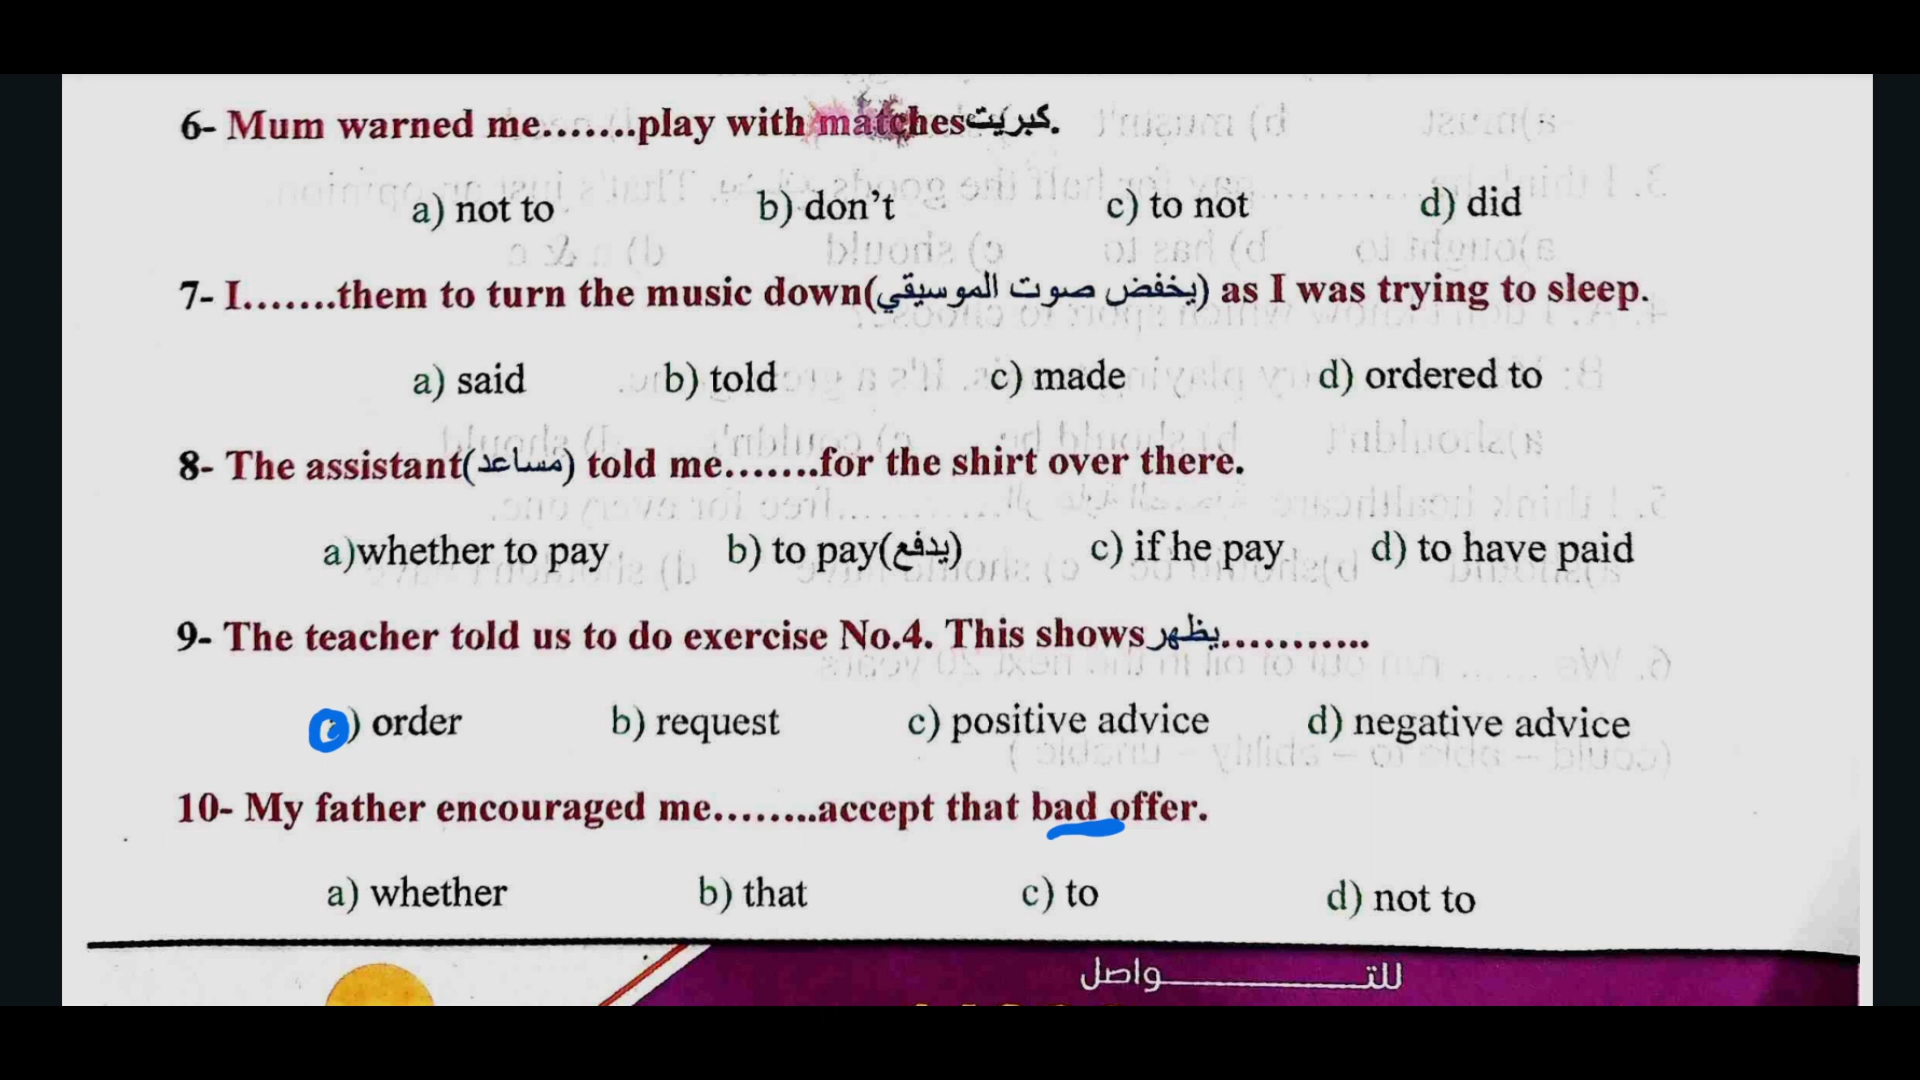 6- Mum warned me.......play with matchesكبريت.
a) not to b) don't c) to not d) did
7- I.......them to turn the music down(يخفض صوت الموسيقي) as I was trying to sleep.
a) said b) told c) made d) ordered to
8- The assistant(مساعد) told me.......for the shirt over there.
a)whether to pay b) to pay(يدفع) c) if he pay d) to have paid
9- The teacher told us to do exercise No.4. This shows يظهر...........
) order b) request c) positive advice d) negative advice
10- My father encouraged me........accept that bad offer.
a) whether b) that c) to d) not to
للتـــــــــواصل